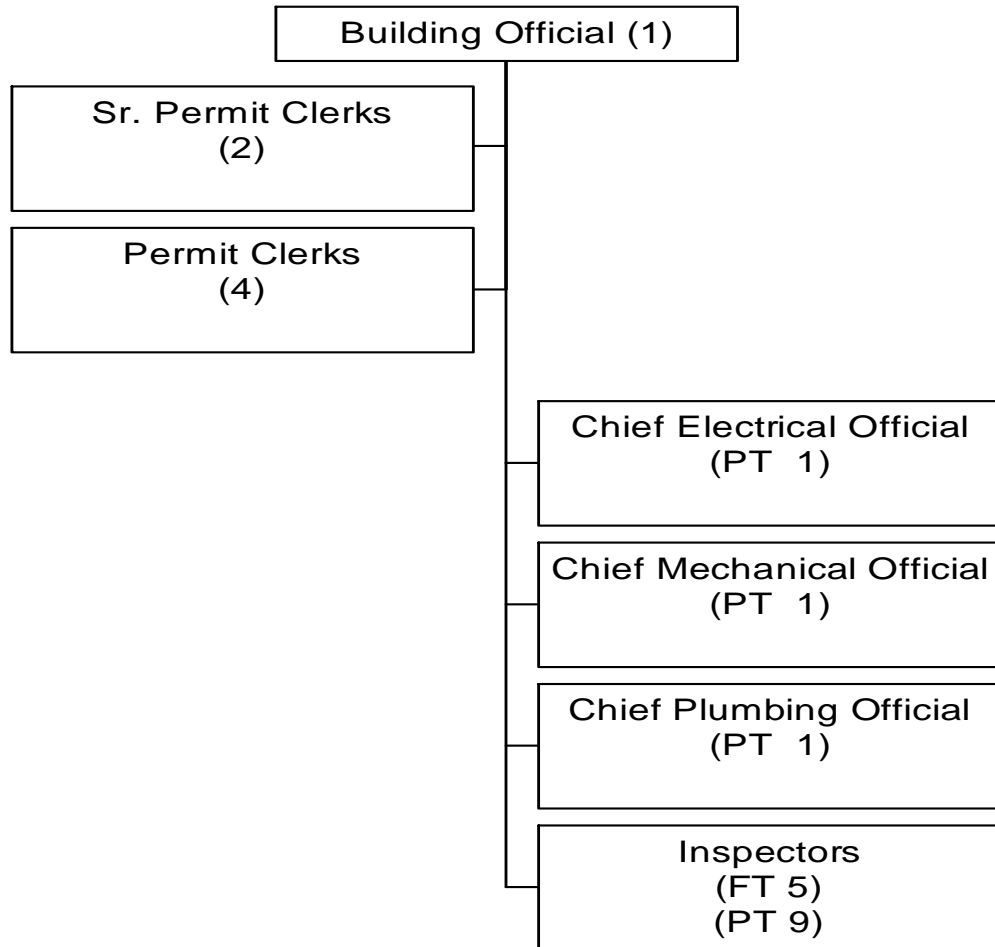 Building Official (1)
Sr. Permit Clerks
(2)
Permit Clerks
(4)
Chief Electrical Official
(PT  1)
Chief Mechanical Official
(PT  1)
Chief Plumbing Official
(PT  1)
Inspectors
(FT 5)
(PT 9)